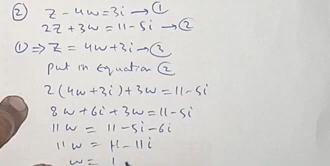 ② z - 4w = 3i → ①
2z + 3w = 11 - 5i → ②
① ⇒ z = 4w + 3i → ③
put in equation ②
2(4w + 3i) + 3w = 11 - 5i
8w + 6i + 3w = 11 - 5i
11w = 11 - 5i - 6i
11w = 11 - 11i
w = 1